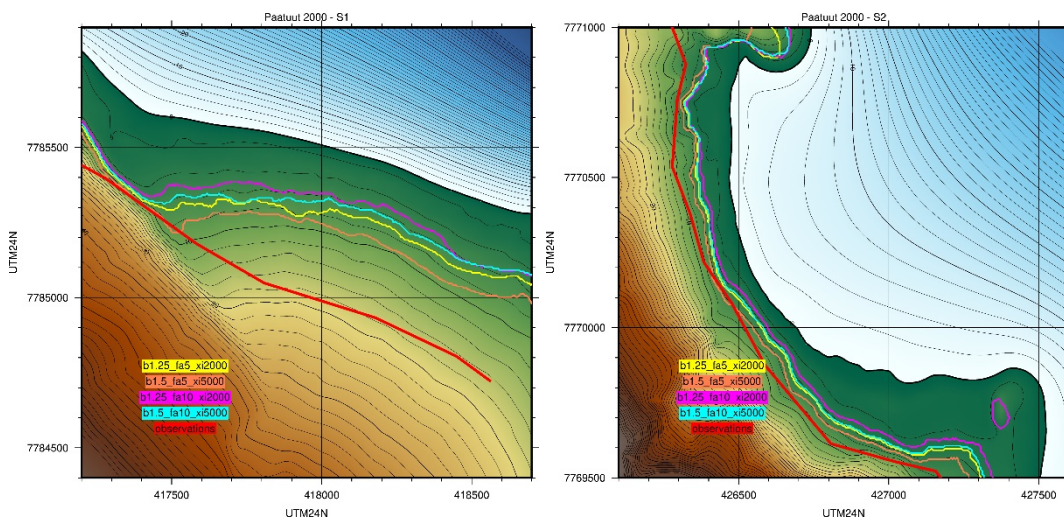 Paatuut 2000 - S1
7785500
7785000
7784500
UTM24N
b1.25_fa5_xi2000
b1.5_fa5_xi5000
b1.25_fa10_xi2000
b1.5_fa10_xi5000
observations
417500
418000
418500
UTM24N
Paatuut 2000 - S2
7771000
7770500
7770000
7769500
UTM24N
b1.25_fa5_xi2000
b1.5_fa5_xi5000
b1.25_fa10_xi2000
b1.5_fa10_xi5000
observations
426500
427000
427500
UTM24N